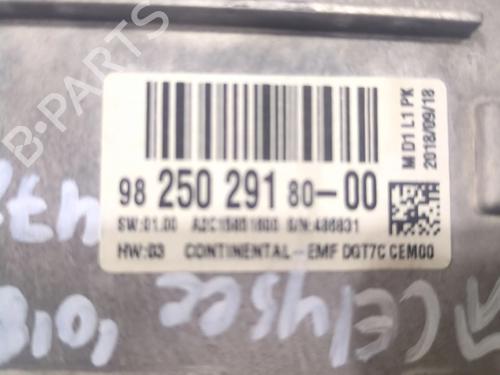 B-PARTS
M D1 L1 PK
2018/09/18
98 250 291 80-00
SW:01.00 S/N:486831
HW:03 CONTINENTAL-EMF DGT7C CEM00